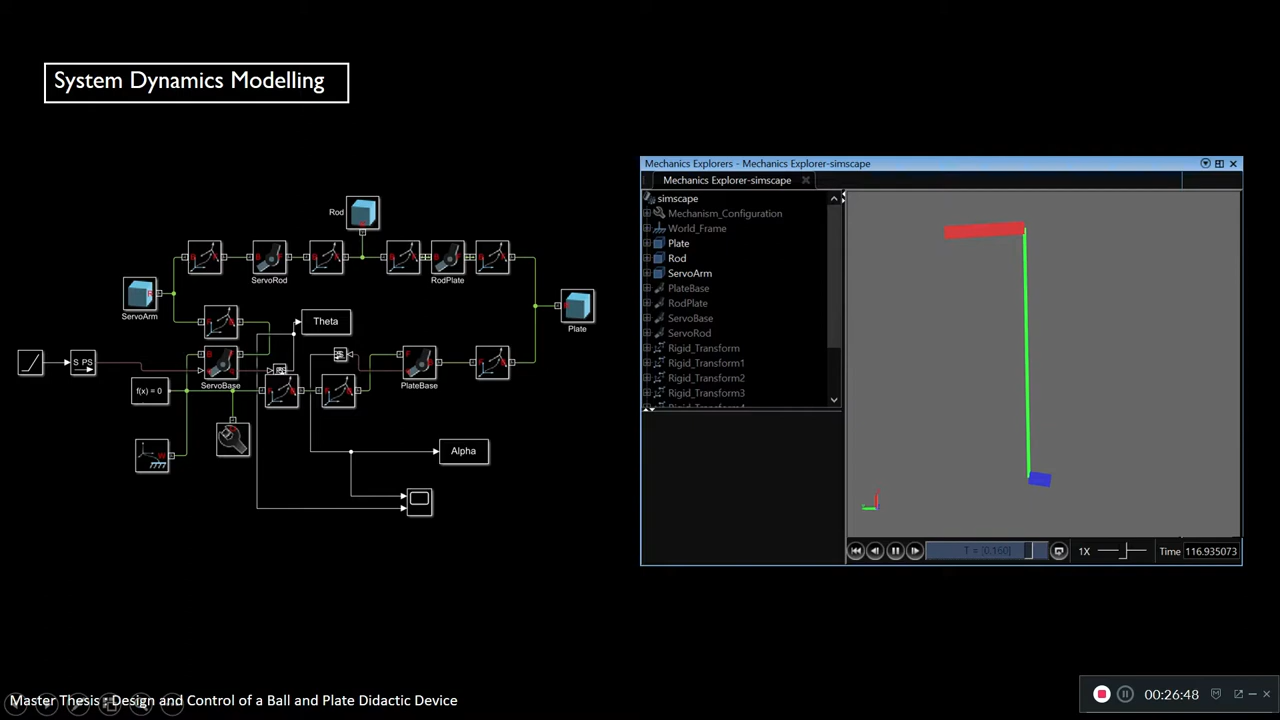 System Dynamics Modelling
Rod
ServoRod
RodPlate
ServoArm
Plate
Theta
S PS
ServoBase
PlateBase
f(x) = 0
Alpha
Mechanics Explorers - Mechanics Explorer-simscape
Mechanics Explorer-simscape
simscape
Mechanism_Configuration
World_Frame
Plate
Rod
ServoArm
PlateBase
RodPlate
ServoBase
ServoRod
Rigid_Transform
Rigid_Transform1
Rigid_Transform2
Rigid_Transform3
T = [0.160]
1X
Time 116.935073
Master Thesis : Design and Control of a Ball and Plate Didactic Device
00:26:48